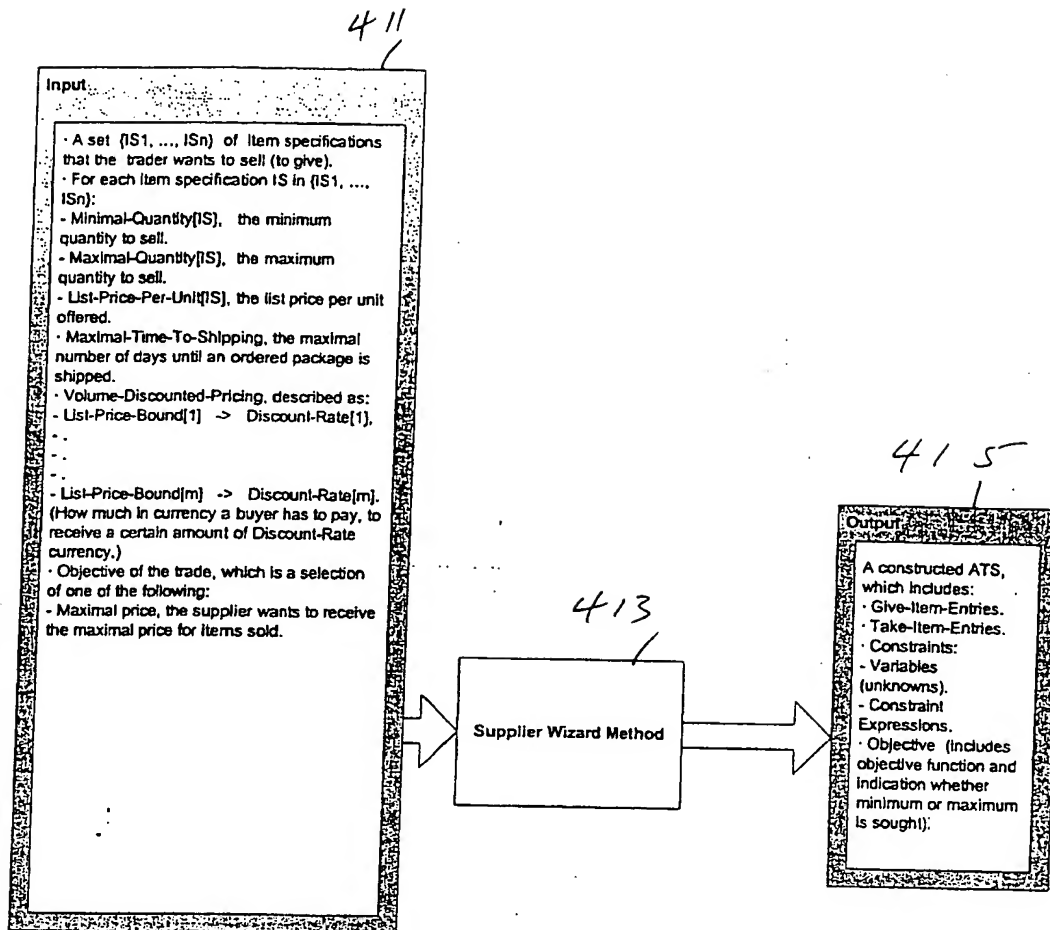 411
Input
· A set {IS1, ..., ISn} of Item specifications
that the trader wants to sell (to give).
· For each Item specification IS in {IS1, ...,
ISn}:
- Minimal-Quantity[IS], the minimum
quantity to sell.
- Maximal-Quantity[IS], the maximum
quantity to sell.
- List-Price-Per-Unit[IS], the list price per unit
offered.
· Maximal-Time-To-Shipping, the maximal
number of days until an ordered package is
shipped.
· Volume-Discounted-Pricing, described as:
- List-Price-Bound[1] -> Discount-Rate[1],
- .
- .
- .
- List-Price-Bound[m] -> Discount-Rate[m].
(How much in currency a buyer has to pay, to
receive a certain amount of Discount-Rate
currency.)
· Objective of the trade, which is a selection
of one of the following:
- Maximal price, the supplier wants to receive
the maximal price for Items sold.
413
Supplier Wizard Method
415
Output
A constructed ATS,
which includes:
· Give-Item-Entries.
· Take-Item-Entries.
· Constraints:
- Variables
(unknowns).
- Constraint
Expressions.
· Objective (Includes
objective function and
indication whether
minimum or maximum
is sought).